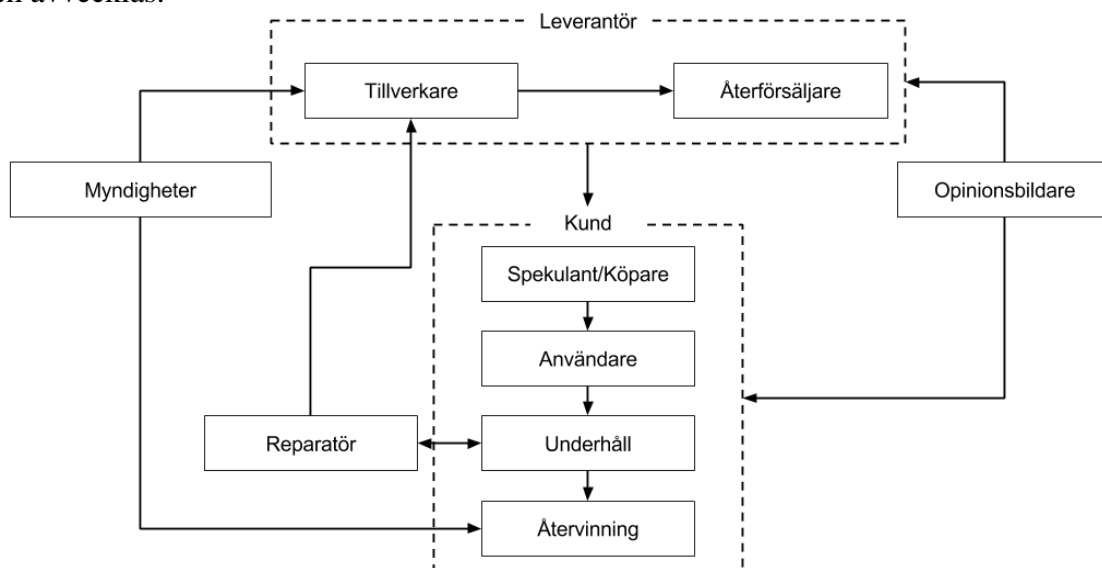 Leverantör
Tillverkare
Återförsäljare
Myndigheter
Opinionsbildare
Kund
Spekulant/Köpare
Användare
Reparatör
Underhåll
Återvinning